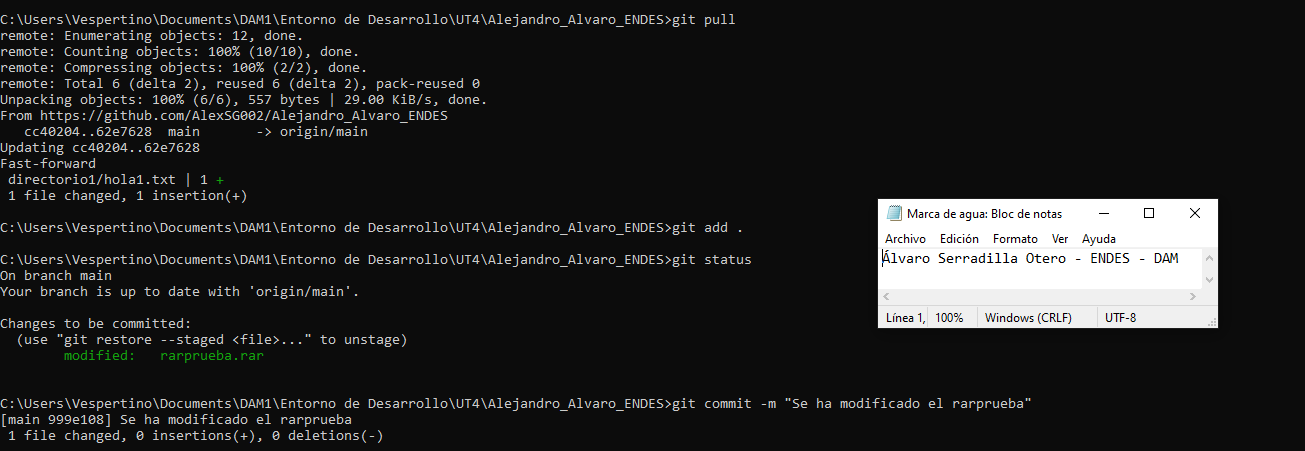 C:\Users\Vespertino\Documents\DAM1\Entorno de Desarrollo\UT4\Alejandro_Alvaro_ENDES>git pull
remote: Enumerating objects: 12, done.
remote: Counting objects: 100% (10/10), done.
remote: Compressing objects: 100% (2/2), done.
remote: Total 6 (delta 2), reused 6 (delta 2), pack-reused 0
Unpacking objects: 100% (6/6), 557 bytes | 29.00 KiB/s, done.
From https://github.com/AlexSG002/Alejandro_Alvaro_ENDES
   cc40204..62e7628  main       -> origin/main
Updating cc40204..62e7628
Fast-forward
 directorio1/hola1.txt | 1 +
 1 file changed, 1 insertion(+)
C:\Users\Vespertino\Documents\DAM1\Entorno de Desarrollo\UT4\Alejandro_Alvaro_ENDES>git add .
C:\Users\Vespertino\Documents\DAM1\Entorno de Desarrollo\UT4\Alejandro_Alvaro_ENDES>git status
On branch main
Your branch is up to date with 'origin/main'.
Changes to be committed:
  (use "git restore --staged <file>..." to unstage)
        modified:   rarprueba.rar
C:\Users\Vespertino\Documents\DAM1\Entorno de Desarrollo\UT4\Alejandro_Alvaro_ENDES>git commit -m "Se ha modificado el rarprueba"
[main 999e108] Se ha modificado el rarprueba
 1 file changed, 0 insertions(+), 0 deletions(-)
Marca de agua: Bloc de notas
Archivo Edición Formato Ver Ayuda
Álvaro Serradilla Otero - ENDES - DAM
Línea 1, 100% Windows (CRLF) UTF-8